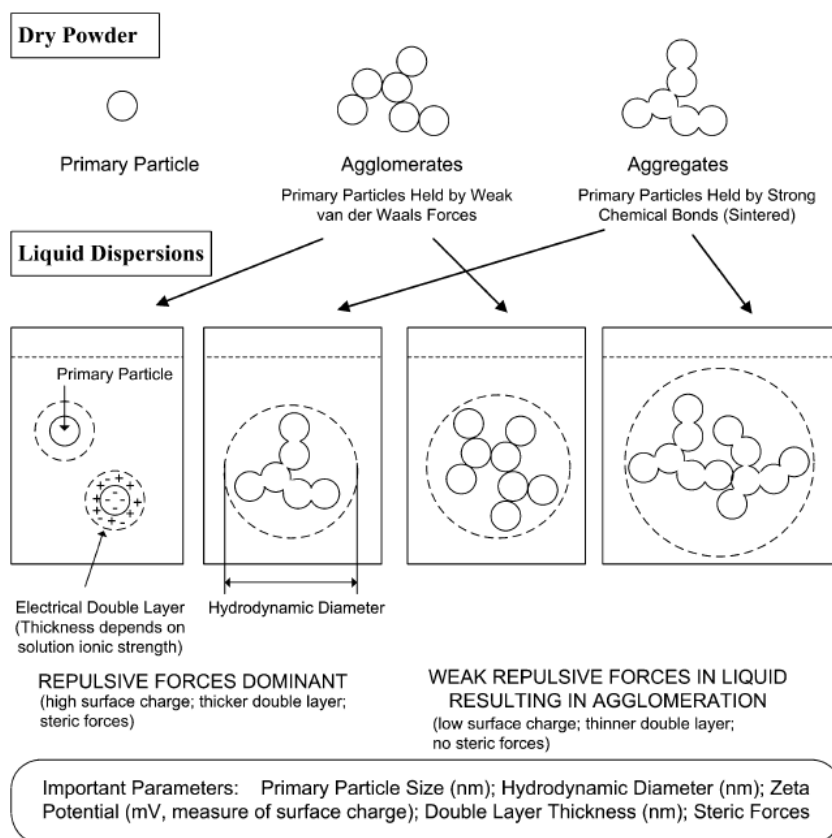 Dry Powder
Primary Particle
Agglomerates
Primary Particles Held by Weak
van der Waals Forces
Aggregates
Primary Particles Held by Strong
Chemical Bonds (Sintered)
Liquid Dispersions
Primary Particle
Electrical Double Layer
(Thickness depends on
solution ionic strength)
Hydrodynamic Diameter
REPULSIVE FORCES DOMINANT
(high surface charge; thicker double layer;
steric forces)
WEAK REPULSIVE FORCES IN LIQUID
RESULTING IN AGGLOMERATION
(low surface charge; thinner double layer;
no steric forces)
Important Parameters: Primary Particle Size (nm); Hydrodynamic Diameter (nm); Zeta
Potential (mV, measure of surface charge); Double Layer Thickness (nm); Steric Forces